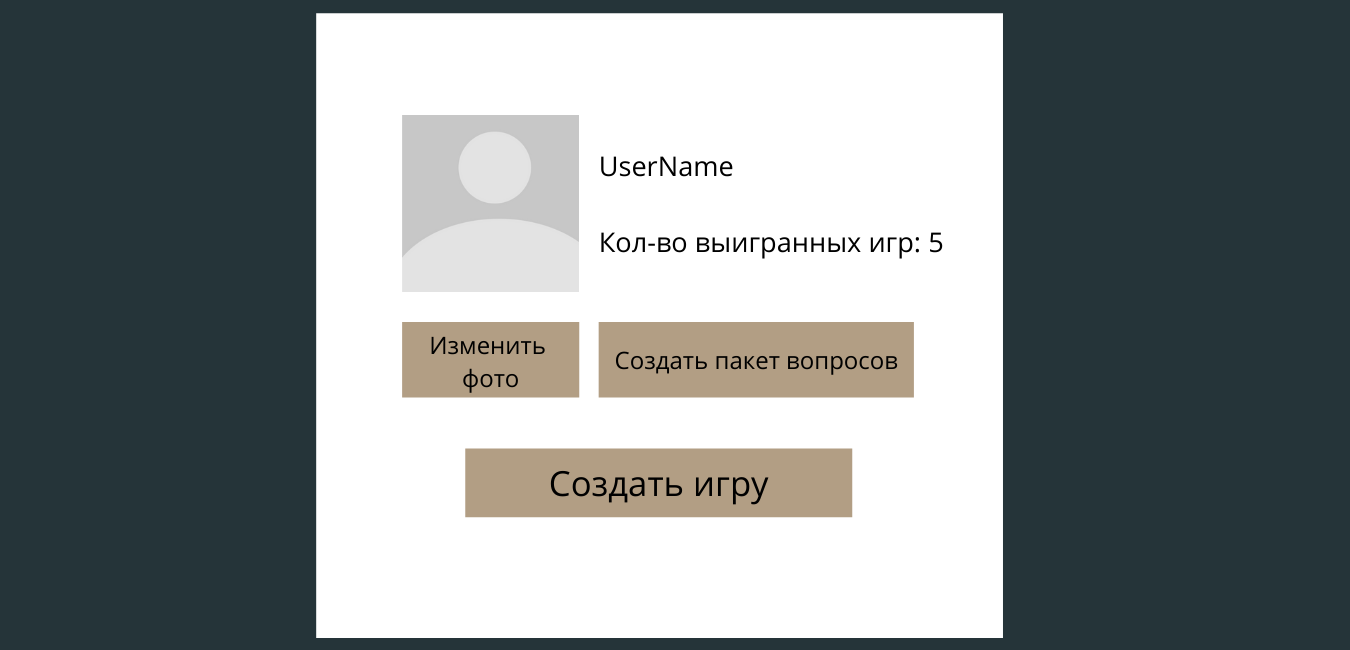 UserName
Кол-во выигранных игр: 5
Изменить
фото
Создать пакет вопросов
Создать игру